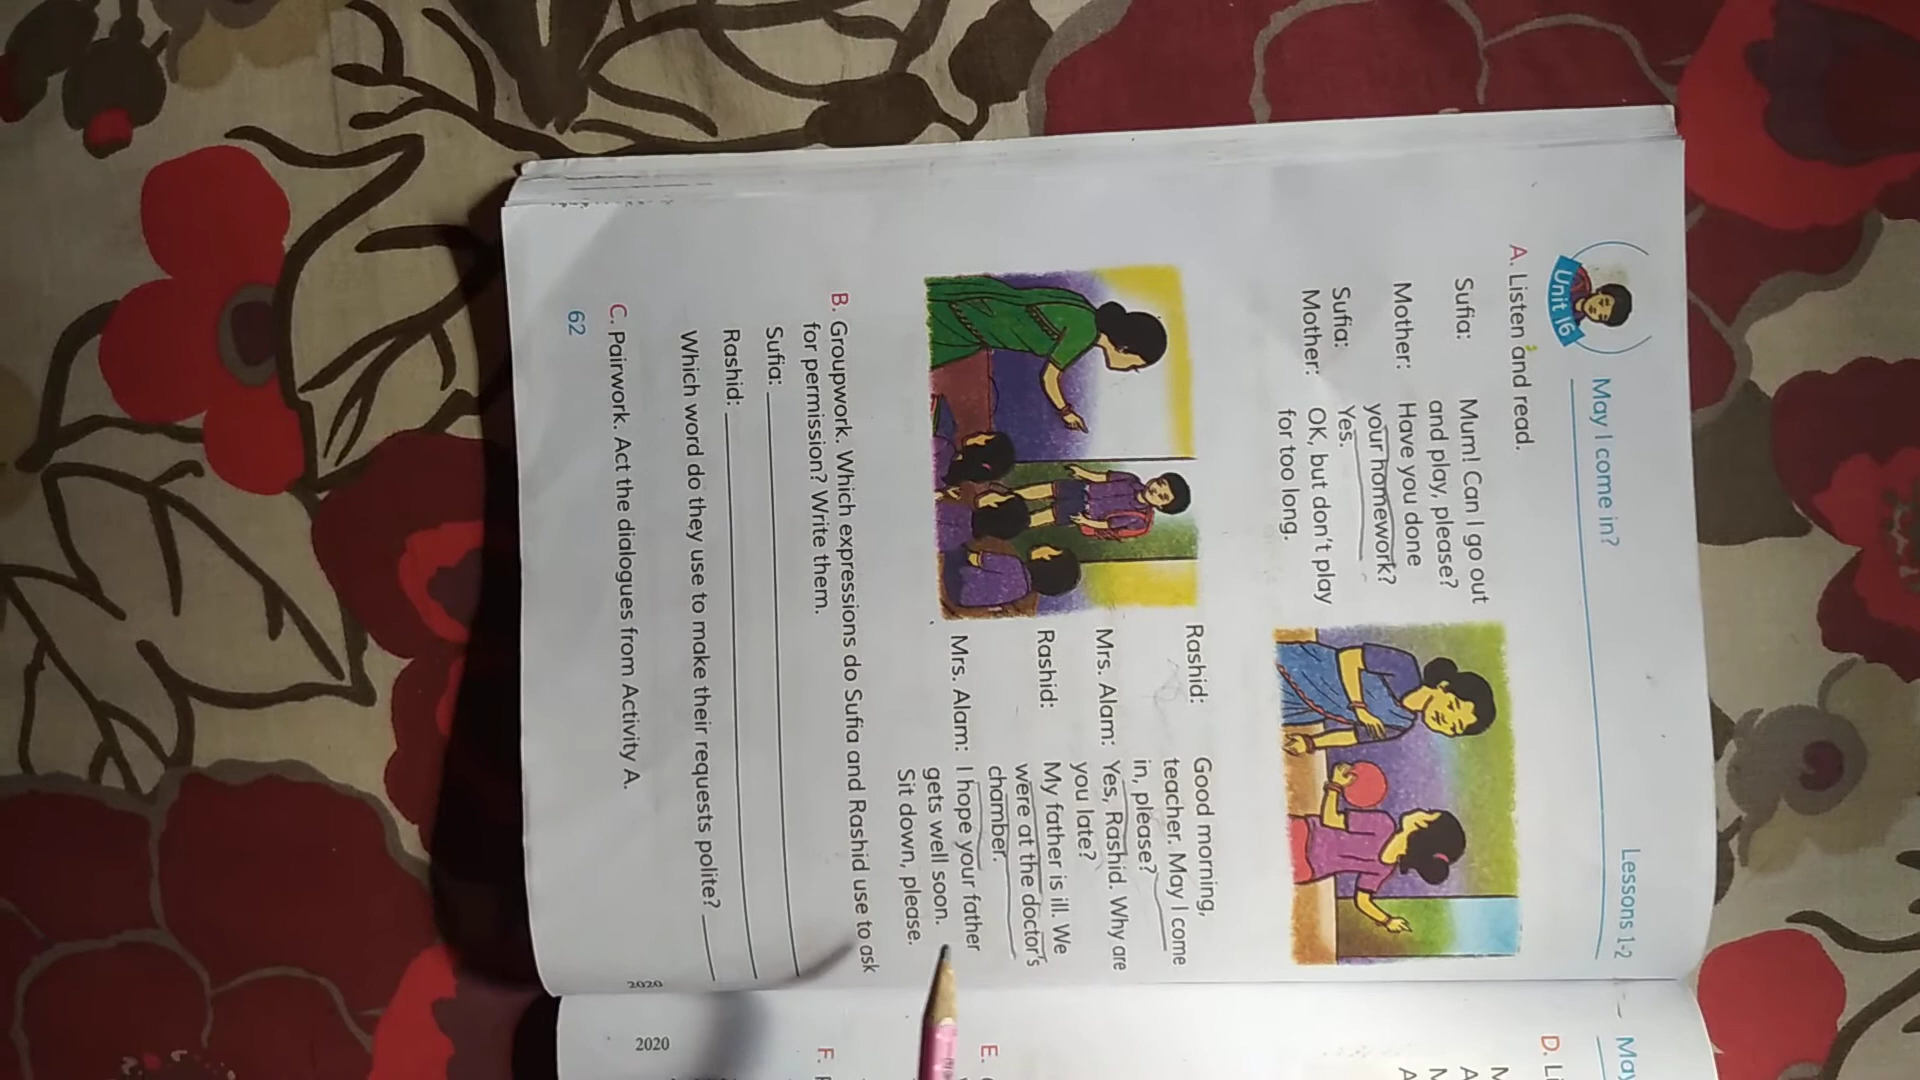 Unit 16
May I come in?
Lessons 1-2
A. Listen and read.
Sufia: Mum! Can I go out
and play, please?
Mother: Have you done
your homework?
Sufia: Yes.
Mother: OK, but don't play
for too long.
Rashid: Good morning,
teacher. May I come
in, please?
Mrs. Alam: Yes, Rashid. Why are
you late?
Rashid: My father is ill. We
were at the doctor's
chamber.
Mrs. Alam: I hope your father
gets well soon.
Sit down, please.
B. Groupwork. Which expressions do Sufia and Rashid use to ask
for permission? Write them.
Sufia:
Rashid:
Which word do they use to make their requests polite?
C. Pairwork. Act the dialogues from Activity A.
62
2020
May
D. Li
M
A
M
A
E.
F.
2020